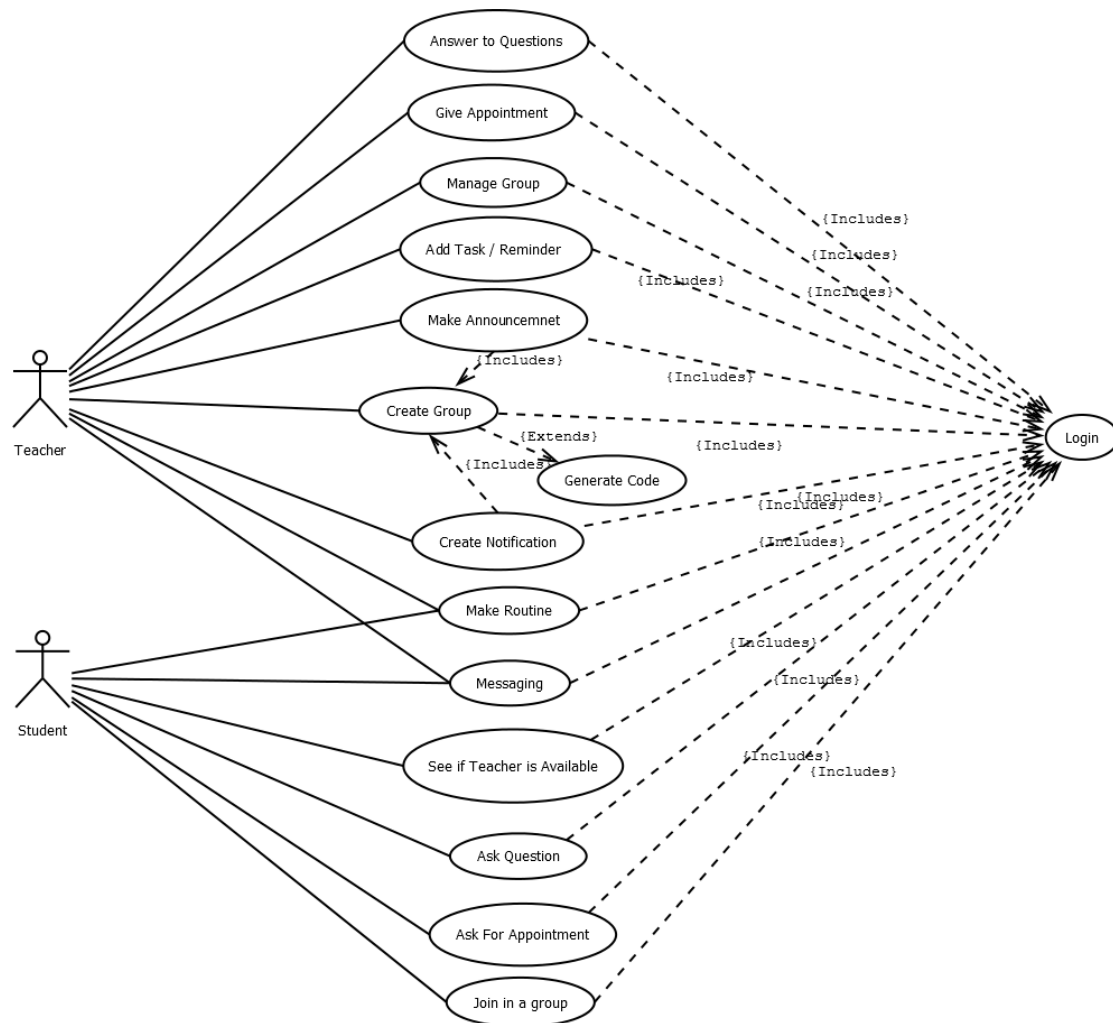 Answer to Questions
Give Appointment
Manage Group
{Includes}
Add Task / Reminder
{Includes}
{Includes}
{Includes}
Make Announcemnet
{Includes}
{Includes}
Teacher
Create Group
{Extends}
{Includes}
Login
{Includes}
Generate Code
{Includes}
{Includes}
Create Notification
{Includes}
Make Routine
{Includes}
Student
Messaging
{Includes}
See if Teacher is Available
{Includes}
{Includes}
Ask Question
Ask For Appointment
Join in a group